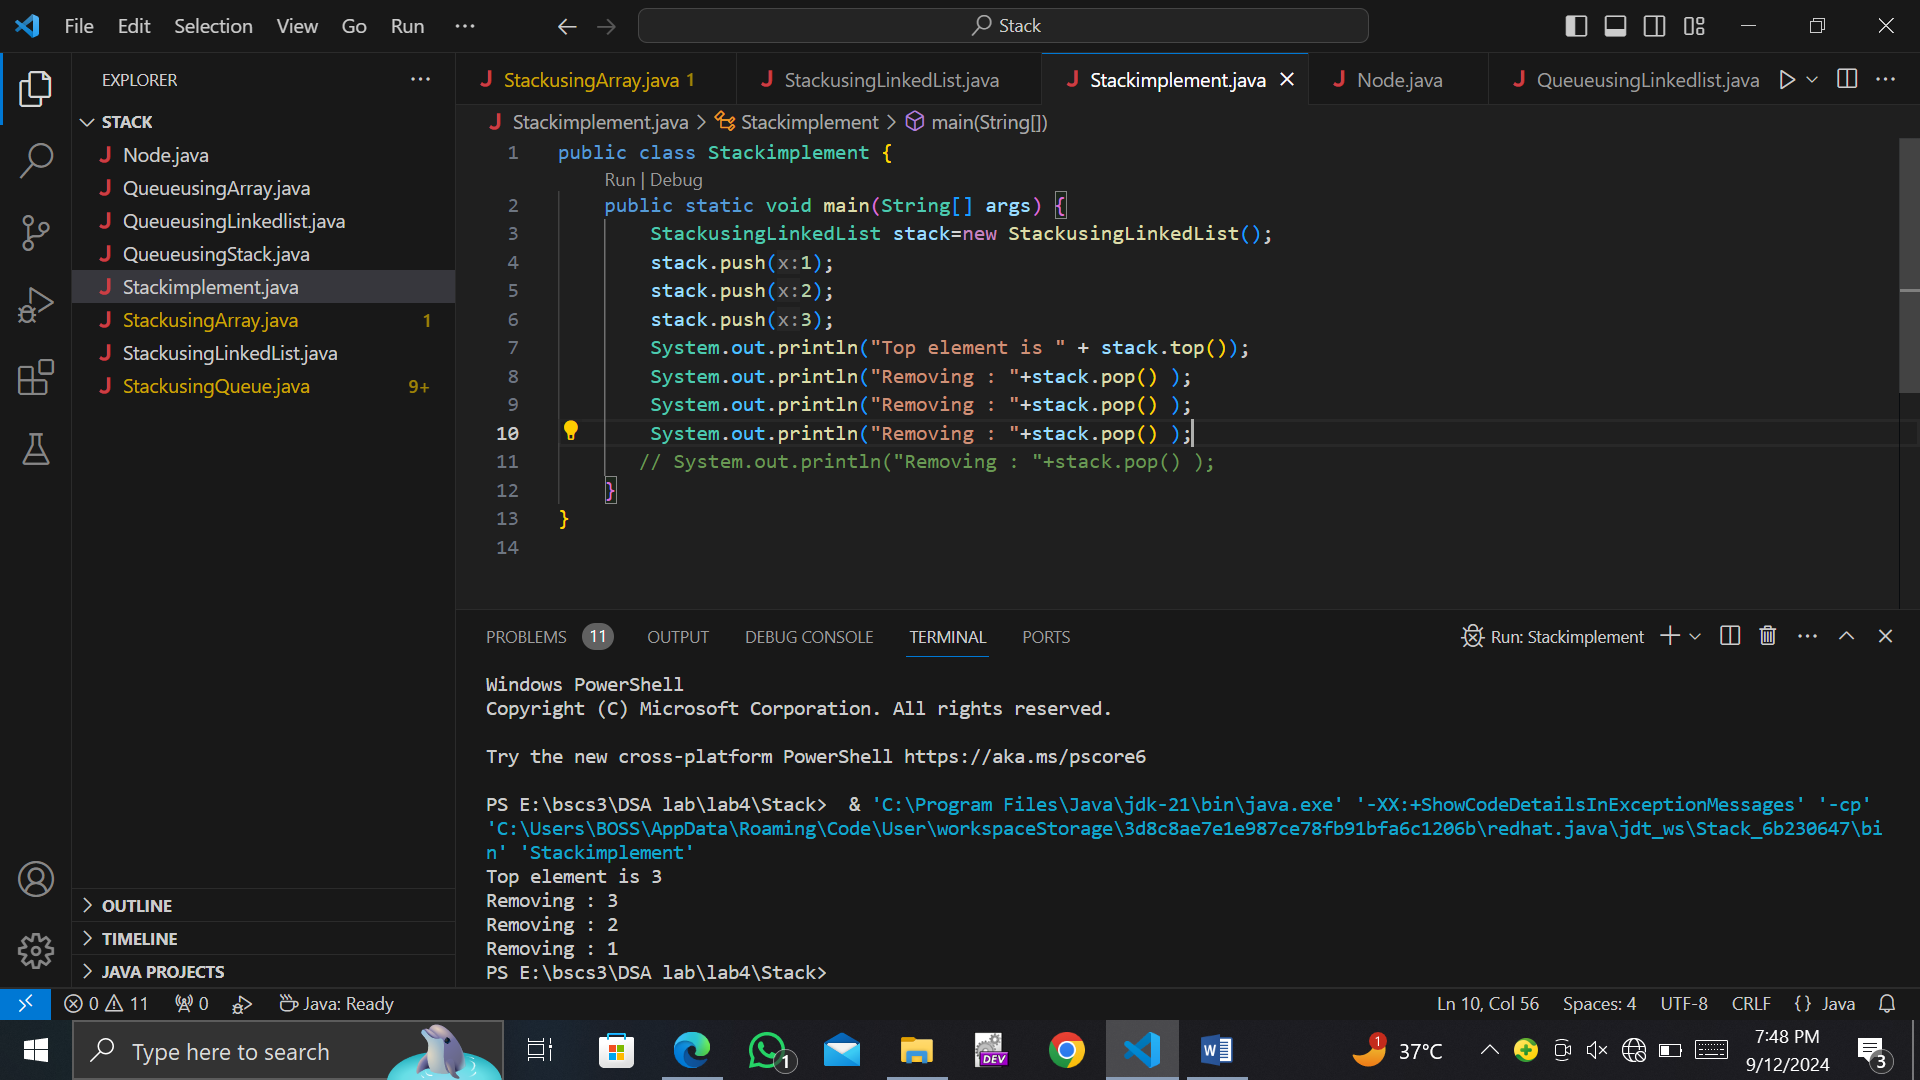 File Edit Selection View Go Run ···
Stack
EXPLORER ···
STACK
Node.java
QueueusingArray.java
QueueusingLinkedlist.java
QueueusingStack.java
Stackimplement.java
StackusingArray.java 1
StackusingLinkedList.java
StackusingQueue.java 9+
OUTLINE
TIMELINE
JAVA PROJECTS
StackusingArray.java 1 StackusingLinkedList.java Stackimplement.java Node.java QueueusingLinkedlist.java
Stackimplement.java > Stackimplement > main(String[])
1 public class Stackimplement {
Run | Debug
2 public static void main(String[] args) {
3 StackusingLinkedList stack=new StackusingLinkedList();
4 stack.push(x:1);
5 stack.push(x:2);
6 stack.push(x:3);
7 System.out.println("Top element is " + stack.top());
8 System.out.println("Removing : "+stack.pop() );
9 System.out.println("Removing : "+stack.pop() );
10 System.out.println("Removing : "+stack.pop() );
11 // System.out.println("Removing : "+stack.pop() );
12 }
13 }
14
PROBLEMS 11 OUTPUT DEBUG CONSOLE TERMINAL PORTS
Run: Stackimplement
Windows PowerShell
Copyright (C) Microsoft Corporation. All rights reserved.
Try the new cross-platform PowerShell https://aka.ms/pscore6
PS E:\bscs3\DSA lab\lab4\Stack>  & 'C:\Program Files\Java\jdk-21\bin\java.exe' '-XX:+ShowCodeDetailsInExceptionMessages' '-cp'
'C:\Users\BOSS\AppData\Roaming\Code\User\workspaceStorage\3d8c8ae7e1e987ce78fb91bfa6c1206b\redhat.java\jdt_ws\Stack_6b230647\bi
n' 'Stackimplement'
Top element is 3
Removing : 3
Removing : 2
Removing : 1
PS E:\bscs3\DSA lab\lab4\Stack>
0 11 0 Java: Ready
Ln 10, Col 56 Spaces: 4 UTF-8 CRLF {} Java
Type here to search
1
DEV
W
1
37°C
7:48 PM
9/12/2024
3